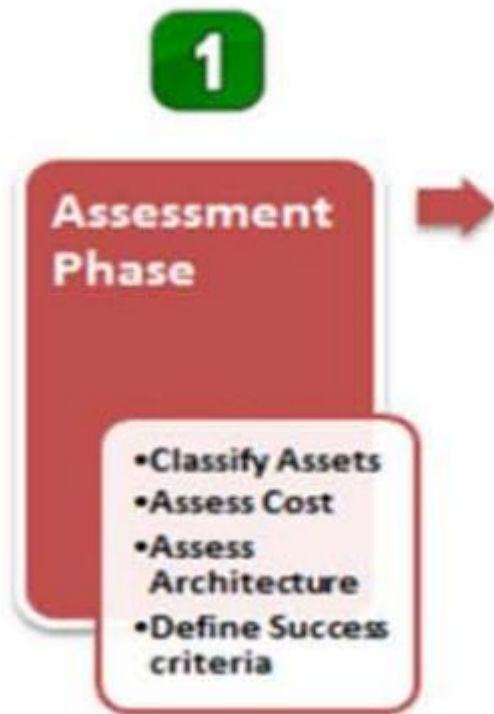 1
Assessment
Phase
•Classify Assets
•Assess Cost
•Assess
Architecture
•Define Success
criteria